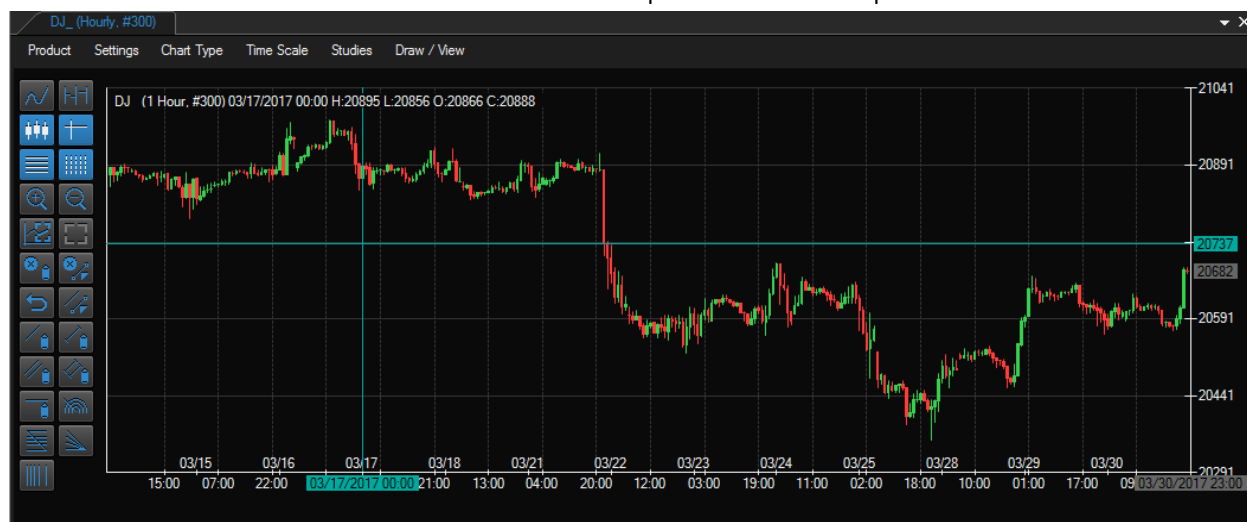 DJ_ (Hourly, #300)
Product Settings Chart Type Time Scale Studies Draw / View
DJ (1 Hour, #300) 03/17/2017 00:00 H:20895 L:20856 O:20866 C:20888
21041
20891
20737
20682
20591
20441
20291
03/15 03/16 03/17 03/18 03/21 03/22 03/23 03/24 03/25 03/28 03/29 03/30
15:00 07:00 22:00 03/17/2017 00:00 21:00 13:00 04:00 20:00 12:00 03:00 19:00 11:00 02:00 18:00 10:00 01:00 17:00 09 03/30/2017 23:00